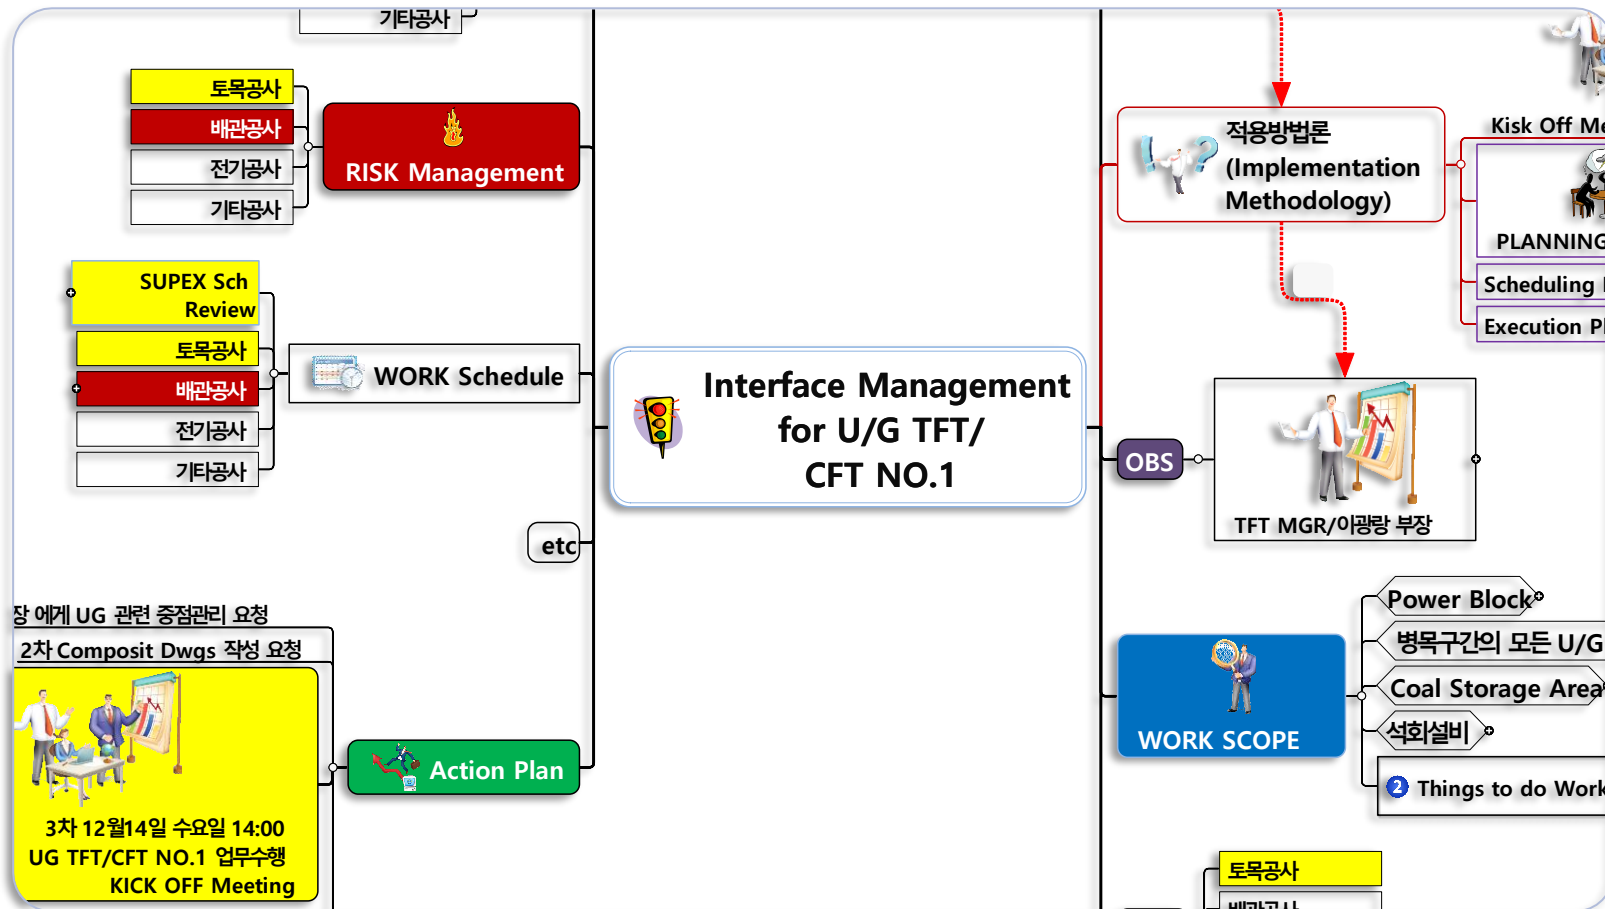 기타공사
토목공사
배관공사
전기공사
기타공사
RISK Management
SUPEX Sch
Review
토목공사
배관공사
전기공사
기타공사
WORK Schedule
etc
장 에게 UG 관련 중점관리 요청
2차 Composit Dwgs 작성 요청
3차 12월14일 수요일 14:00
UG TFT/CFT NO.1 업무수행
KICK OFF Meeting
Action Plan
Interface Management
for U/G TFT/
CFT NO.1
적용방법론
(Implementation
Methodology)
Kisk Off Me
PLANNING
Scheduling
Execution Pl
OBS
TFT MGR/이광랑 부장
WORK SCOPE
Power Block
병목구간의 모든 U/G
Coal Storage Area
석회설비
2 Things to do Work
토목공사
배관공사